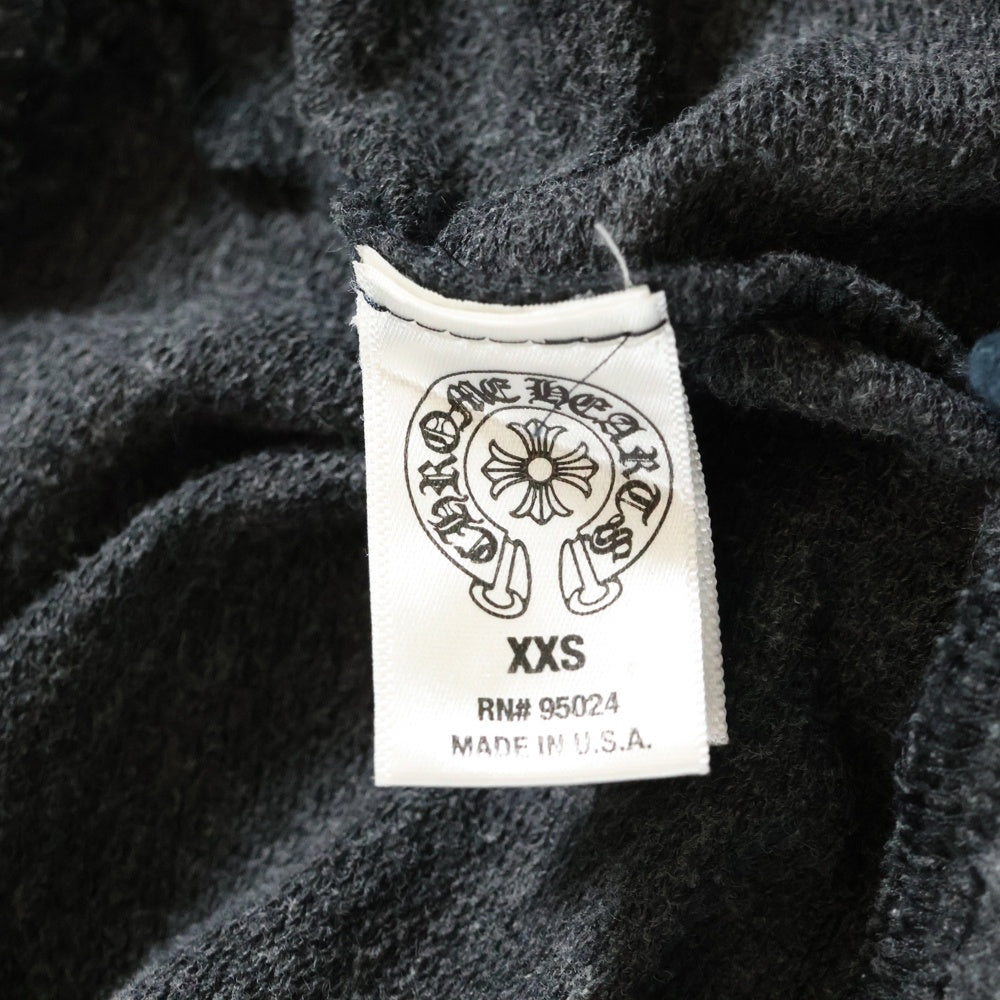 CHROME HEARTS
XXS
RN# 95024
MADE IN U.S.A.